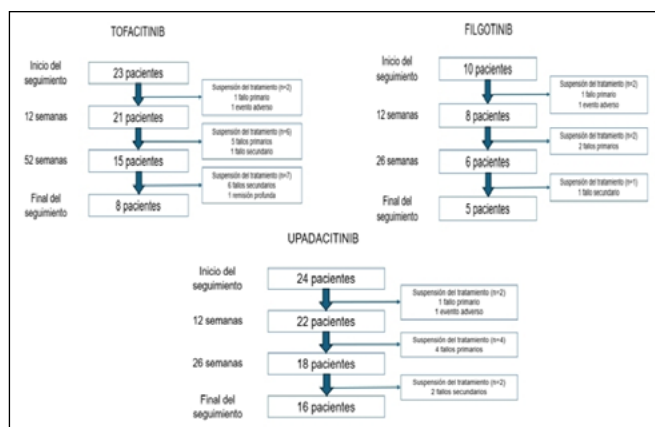 TOFACITINIB
Inicio del
seguimiento
23 pacientes
Suspensión del tratamiento (n=2)
1 fallo primario
1 evento adverso
12 semanas
21 pacientes
Suspensión del tratamiento (n=6)
5 fallos primarios
1 fallo secundario
52 semanas
15 pacientes
Suspensión del tratamiento (n=7)
6 fallos secundarios
1 remisión profunda
Final del
seguimiento
8 pacientes
FILGOTINIB
Inicio del
seguimiento
10 pacientes
Suspensión del tratamiento (n=2)
1 fallo primario
1 evento adverso
12 semanas
8 pacientes
Suspensión del tratamiento (n=2)
2 fallos primarios
26 semanas
6 pacientes
Suspensión del tratamiento (n=1)
1 fallo secundario
Final del
seguimiento
5 pacientes
UPADACITINIB
Inicio del
seguimiento
24 pacientes
Suspensión del tratamiento (n=2)
1 fallo primario
1 evento adverso
12 semanas
22 pacientes
Suspensión del tratamiento (n=4)
4 fallos primarios
26 semanas
18 pacientes
Suspensión del tratamiento (n=2)
2 fallos secundarios
Final del
seguimiento
16 pacientes